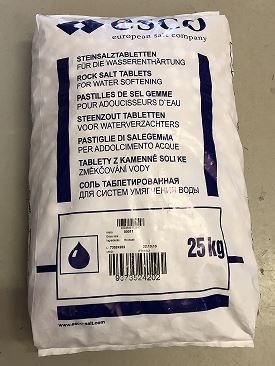 esco
european salt company
STEINSALZTABLETTEN
FÜR DIE WASSERENTHÄRTUNG
ROCK SALT TABLETS
FOR WATER SOFTENING
PASTILLES DE SEL GEMME
POUR ADOUCISSEURS D'EAU
STEENZOUT TABLETTEN
VOOR WATERVERZACHTERS
PASTIGLIE DI SALEGEMMA
PER ADDOLCIMENTO ACQUE
TABLETY Z KAMENNÉ SOLI KE
ZMĚKČOVÁNÍ VODY
СОЛЬ ТАБЛЕТИРОВАННАЯ
ДЛЯ СИСТЕМ УМЯГЧЕНИЯ ВОДЫ
25 kg
www.esco-salt.com